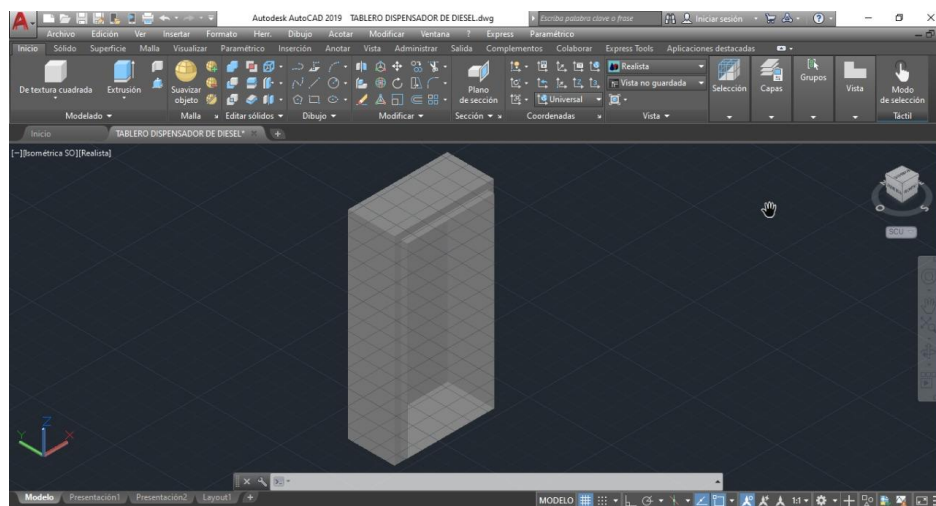 Autodesk AutoCAD 2019 TABLERO DISPENSADOR DE DIESEL.dwg
Escriba palabra clave o frase
Iniciar sesión
Archivo Edición Ver Insertar Formato Herr. Dibujo Acotar Modificar Ventana ? Express Paramétrico
Inicio Sólido Superficie Malla Visualizar Paramétrico Inserción Anotar Vista Administrar Salida Complementos Colaborar Express Tools Aplicaciones destacadas
De textura cuadrada
Extrusión
Suavizar objeto
Plano de sección
Universal
Realista
Vista no guardada
Selección
Capas
Grupos
Vista
Modo de selección
Modelado
Malla
Editar sólidos
Dibujo
Modificar
Sección
Coordenadas
Vista
Táctil
Inicio TABLERO DISPENSADOR DE DIESEL* +
[−][Isométrica SO][Realista]
O S
SCU
Z
Y X
Modelo Presentación1 Presentación2 Layout1 +
MODELO 1:1